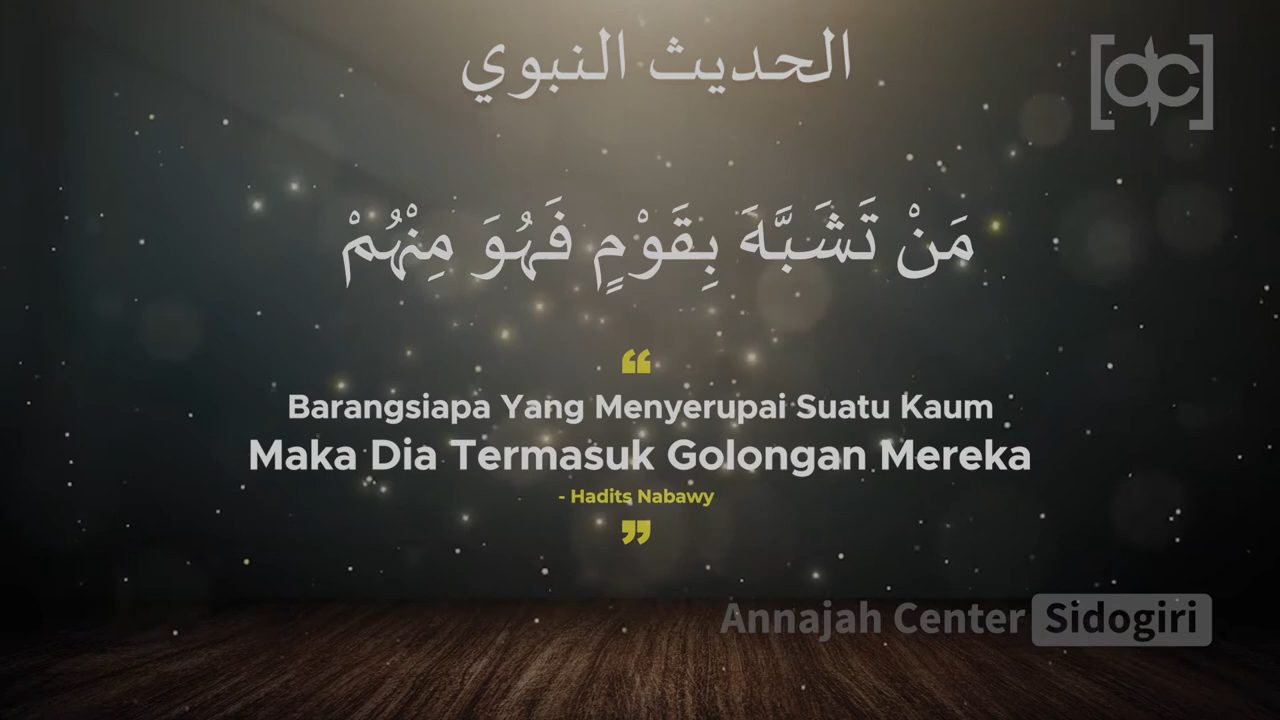 الحديث النبوي
مَنْ تَشَبَّهَ بِقَوْمٍ فَهُوَ مِنْهُمْ
“
Barangsiapa Yang Menyerupai Suatu Kaum
Maka Dia Termasuk Golongan Mereka
- Hadits Nabawy
”
Annajah Center Sidogiri